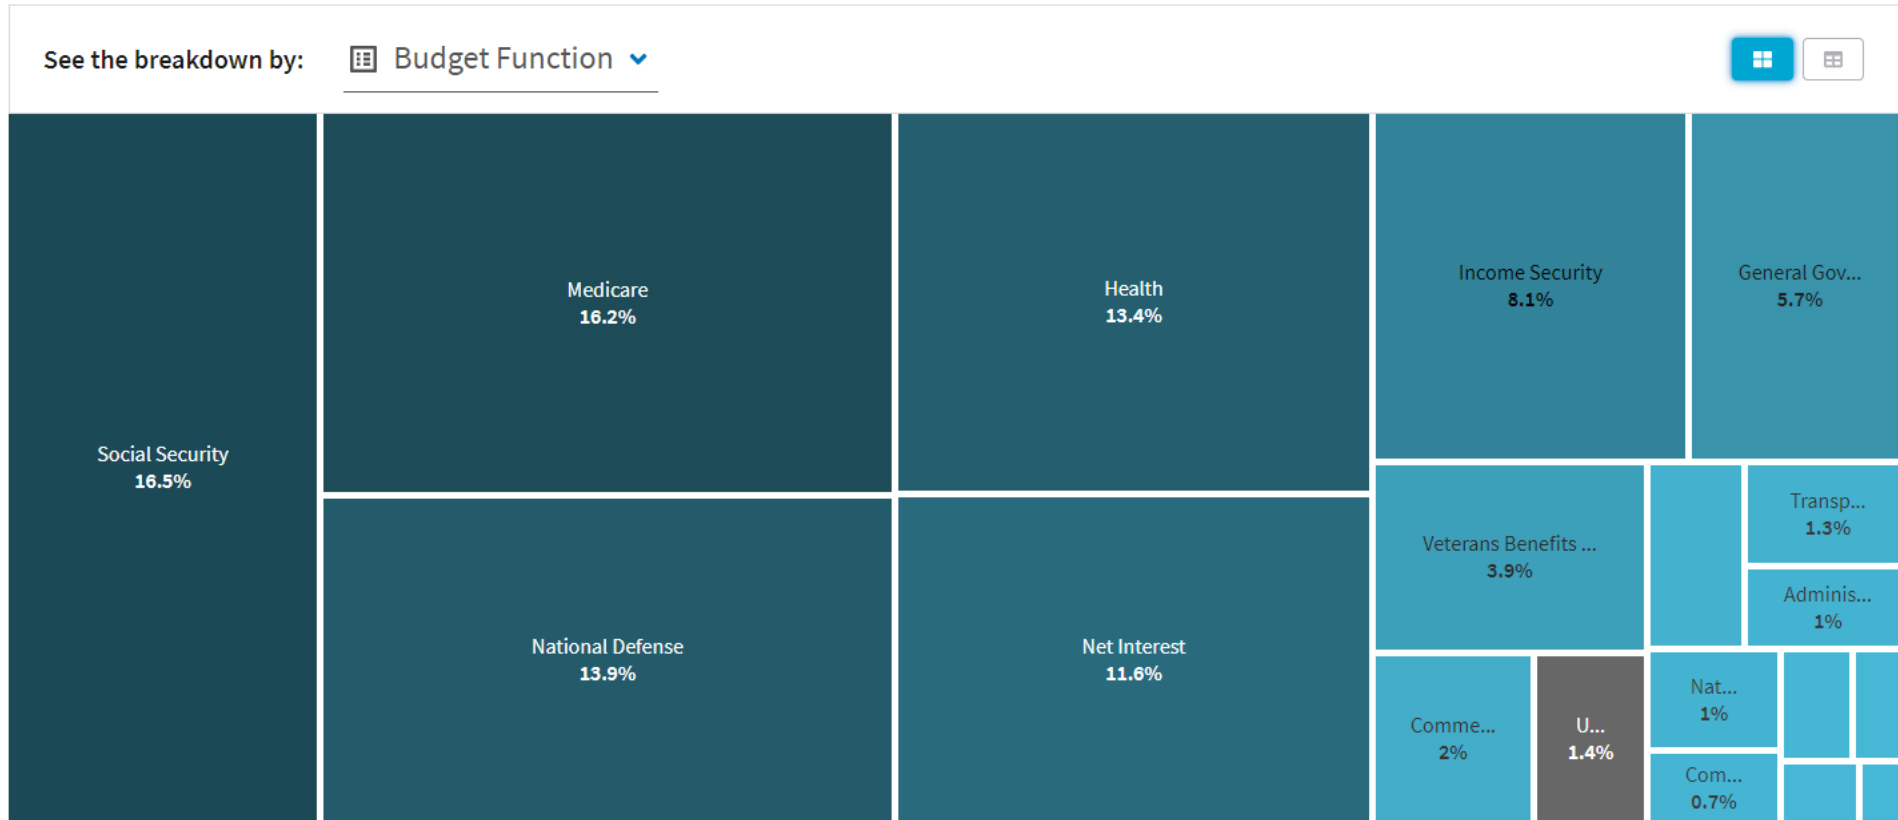 See the breakdown by:
Budget Function
Social Security
16.5%
Medicare
16.2%
National Defense
13.9%
Health
13.4%
Net Interest
11.6%
Income Security
8.1%
General Gov...
5.7%
Veterans Benefits ...
3.9%
Comme...
2%
U...
1.4%
Transp...
1.3%
Adminis...
1%
Nat...
1%
Com...
0.7%